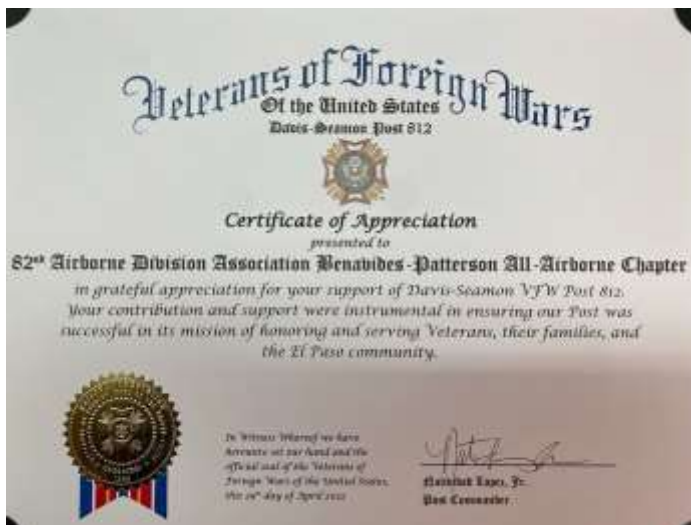 Veterans of Foreign Wars
Of the United States
Davis-Seamon Post 812
Certificate of Appreciation
presented to
82nd Airborne Division Association Benavides-Patterson All-Airborne Chapter
in grateful appreciation for your support of Davis-Seamon VFW Post 812.
Your contribution and support were instrumental in ensuring our Post was
successful in its mission of honoring and serving Veterans, their families, and
the El Paso community.
In Witness Whereof we have
hereunto set our hand and the
official seal of the Veterans of
Foreign Wars of the United States,
this day of April
Lopez, Jr.
Post Commander